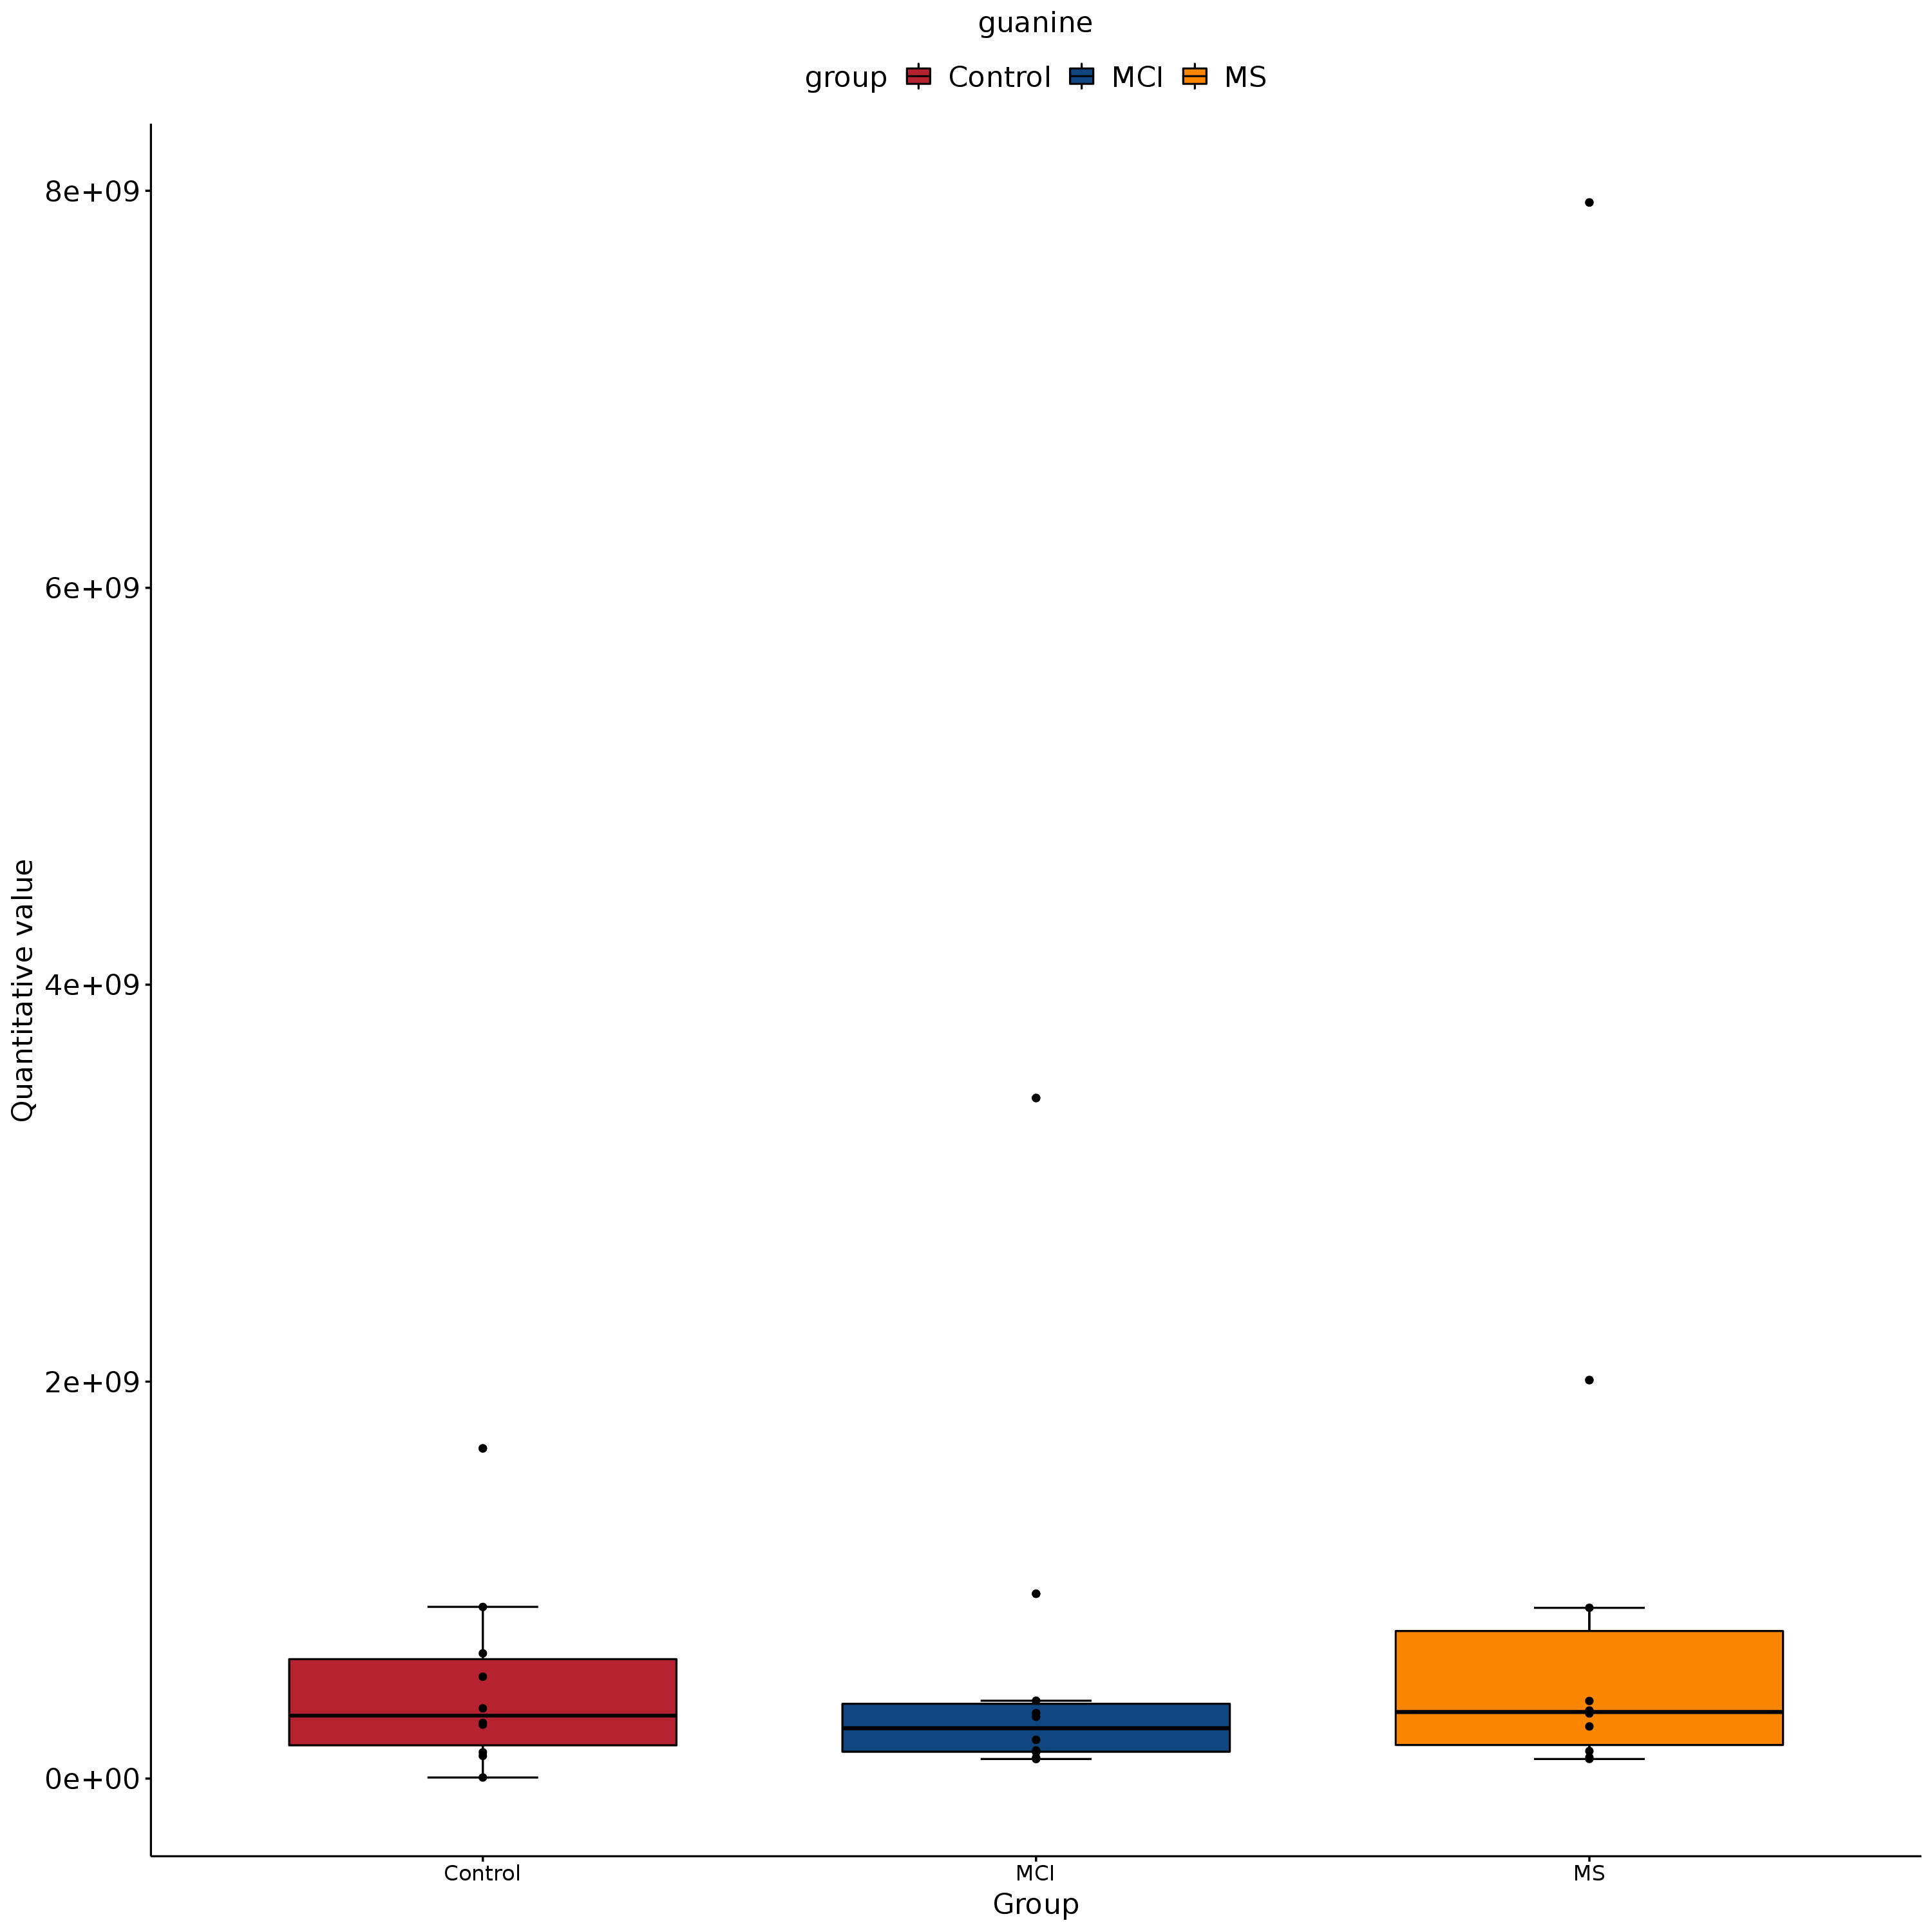 guanine
group Control MCI MS
8e+09
6e+09
4e+09
2e+09
0e+00
Quantitative value
Control MCI MS
Group